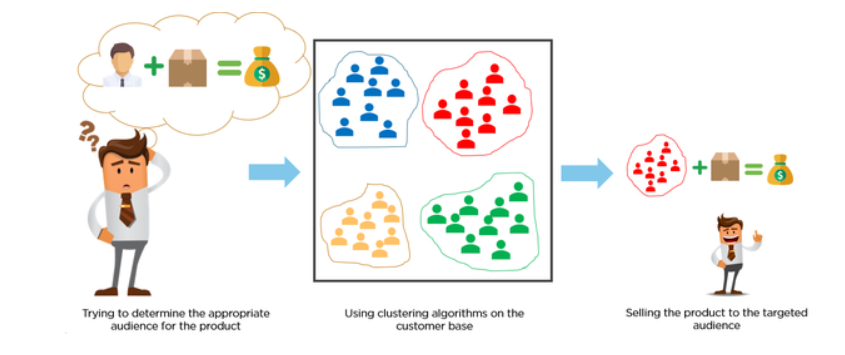 ??
Trying to determine the appropriate
audience for the product
Using clustering algorithms on the
customer base
Selling the product to the targeted
audience